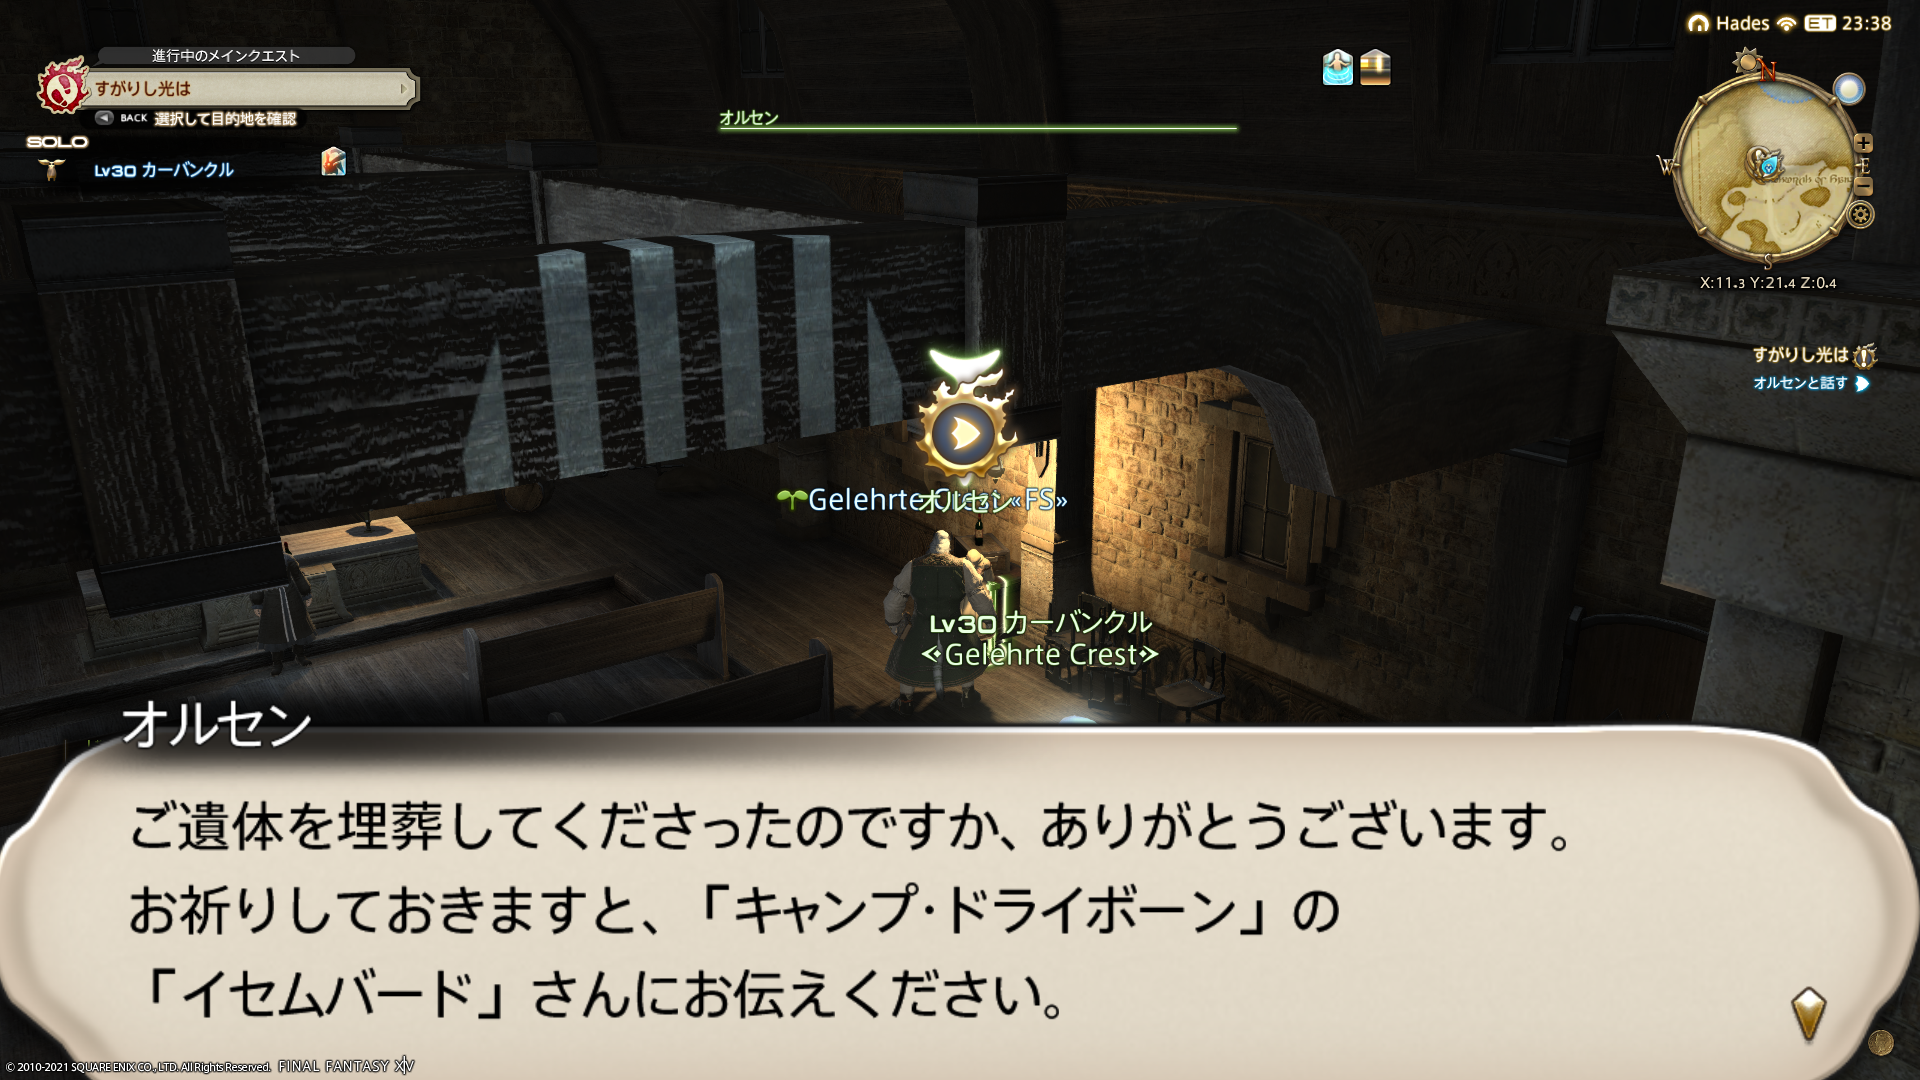 進行中のメインクエスト
すがりし光は
BACK 選択して目的地を確認
SOLO
Lv30 カーバンクル
オルセン
Hades ET 23:38
N
W
E
S
X:11.3 Y:21.4 Z:0.4
すがりし光は
オルセンと話す
Gelehrte «FS»
オルセン
Lv30 カーバンクル
Gelehrte Crest
オルセン
ご遺体を埋葬してくださったのですか、ありがとうございます。
お祈りしておきますと、「キャンプ・ドライボーン」の
「イセムバード」さんにお伝えください。
© 2010-2021 SQUARE ENIX CO., LTD. All Rights Reserved. FINAL FANTASY XIV